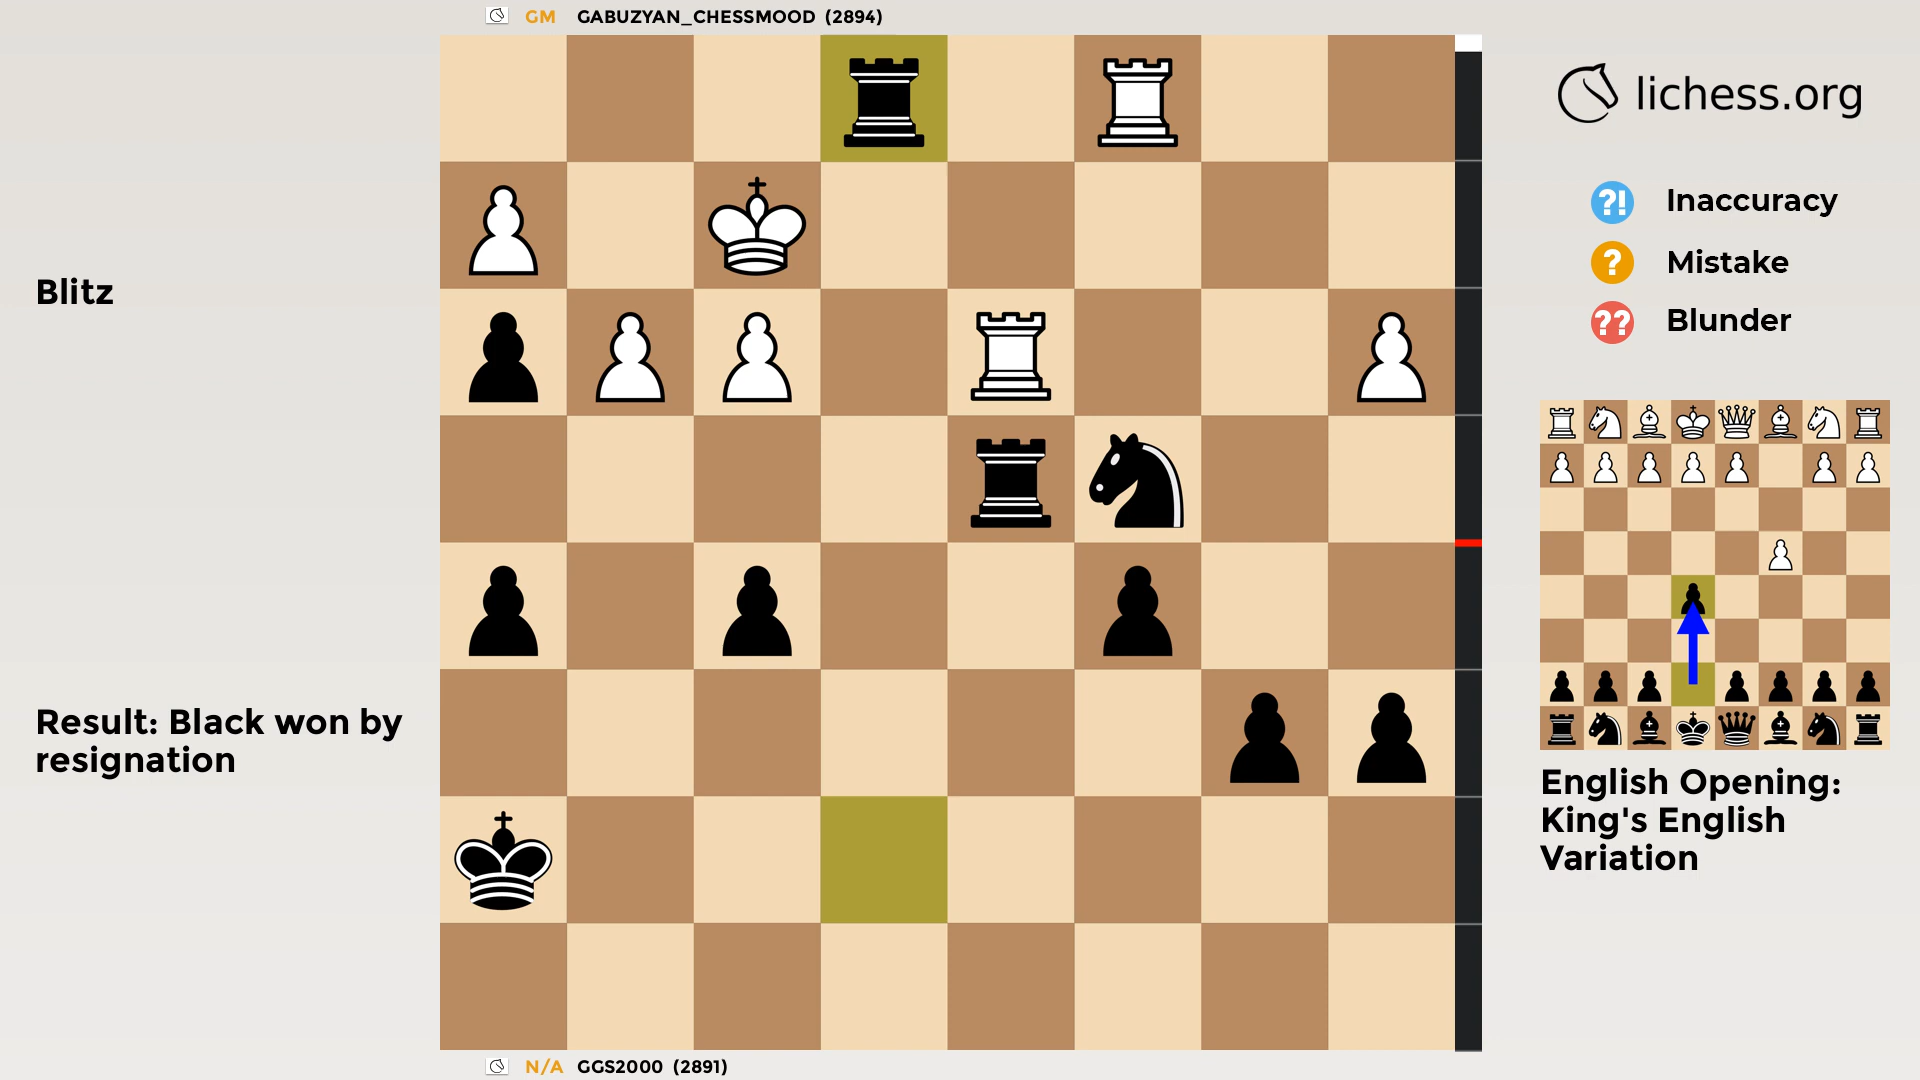 GM GABUZYAN_CHESSMOOD (2894)
lichess.org
?! Inaccuracy
? Mistake
?? Blunder
Blitz
Result: Black won by
resignation
English Opening:
King's English
Variation
N/A GGS2000 (2891)